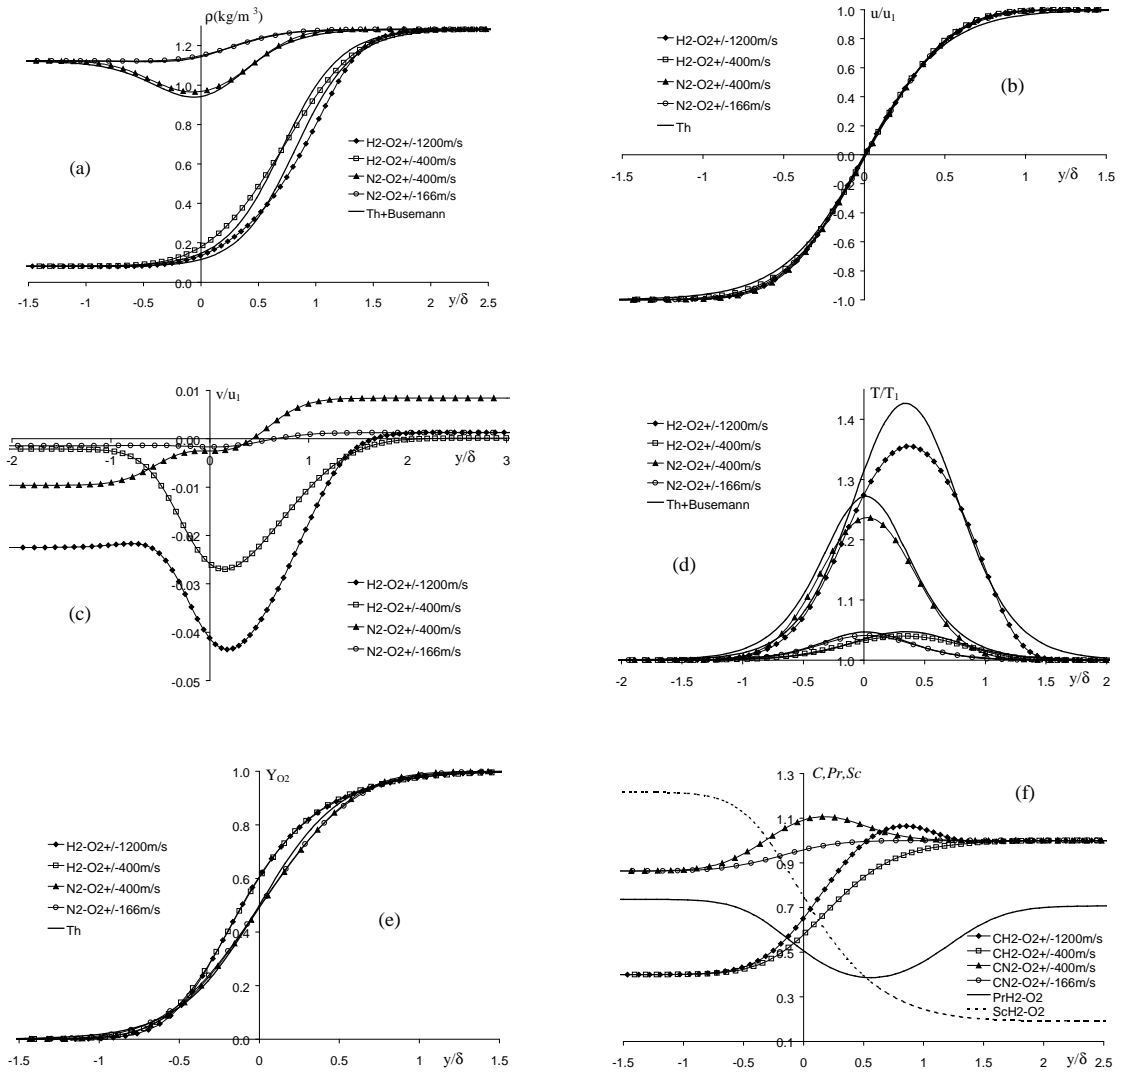 ρ(kg/m 3)
1.2
1.0
0.8
0.6
0.4
0.2
0.0
-1.5 -1 -0.5 0 0.5 1 1.5 2 2.5
y/δ
(a)
H2-O2+/-1200m/s
H2-O2+/-400m/s
N2-O2+/-400m/s
N2-O2+/-166m/s
Th+Busemann
u/u1
1.0
0.8
0.6
0.4
0.2
0.0
-0.2
-0.4
-0.6
-0.8
-1.0
-1.5 -1 -0.5 0 0.5 1 1.5
y/δ
(b)
H2-O2+/-1200m/s
H2-O2+/-400m/s
N2-O2+/-400m/s
N2-O2+/-166m/s
Th
v/u1
0.01
0.00
-0.01
-0.02
-0.03
-0.04
-0.05
-2 -1 0 1 2 3
y/δ
(c)
H2-O2+/-1200m/s
H2-O2+/-400m/s
N2-O2+/-400m/s
N2-O2+/-166m/s
T/T1
1.4
1.3
1.2
1.1
1.0
-2 -1.5 -1 -0.5 0 0.5 1 1.5 2
y/δ
(d)
H2-O2+/-1200m/s
H2-O2+/-400m/s
N2-O2+/-400m/s
N2-O2+/-166m/s
Th+Busemann
YO2
1.0
0.8
0.6
0.4
0.2
0.0
-1.5 -1 -0.5 0 0.5 1 1.5
y/δ
(e)
H2-O2+/-1200m/s
H2-O2+/-400m/s
N2-O2+/-400m/s
N2-O2+/-166m/s
Th
C,Pr,Sc
1.3
1.1
0.9
0.7
0.5
0.3
0.1
-1.5 -1 -0.5 0 0.5 1 1.5 2 2.5
y/δ
(f)
CH2-O2+/-1200m/s
CH2-O2+/-400m/s
CN2-O2+/-400m/s
CN2-O2+/-166m/s
PrH2-O2
ScH2-O2